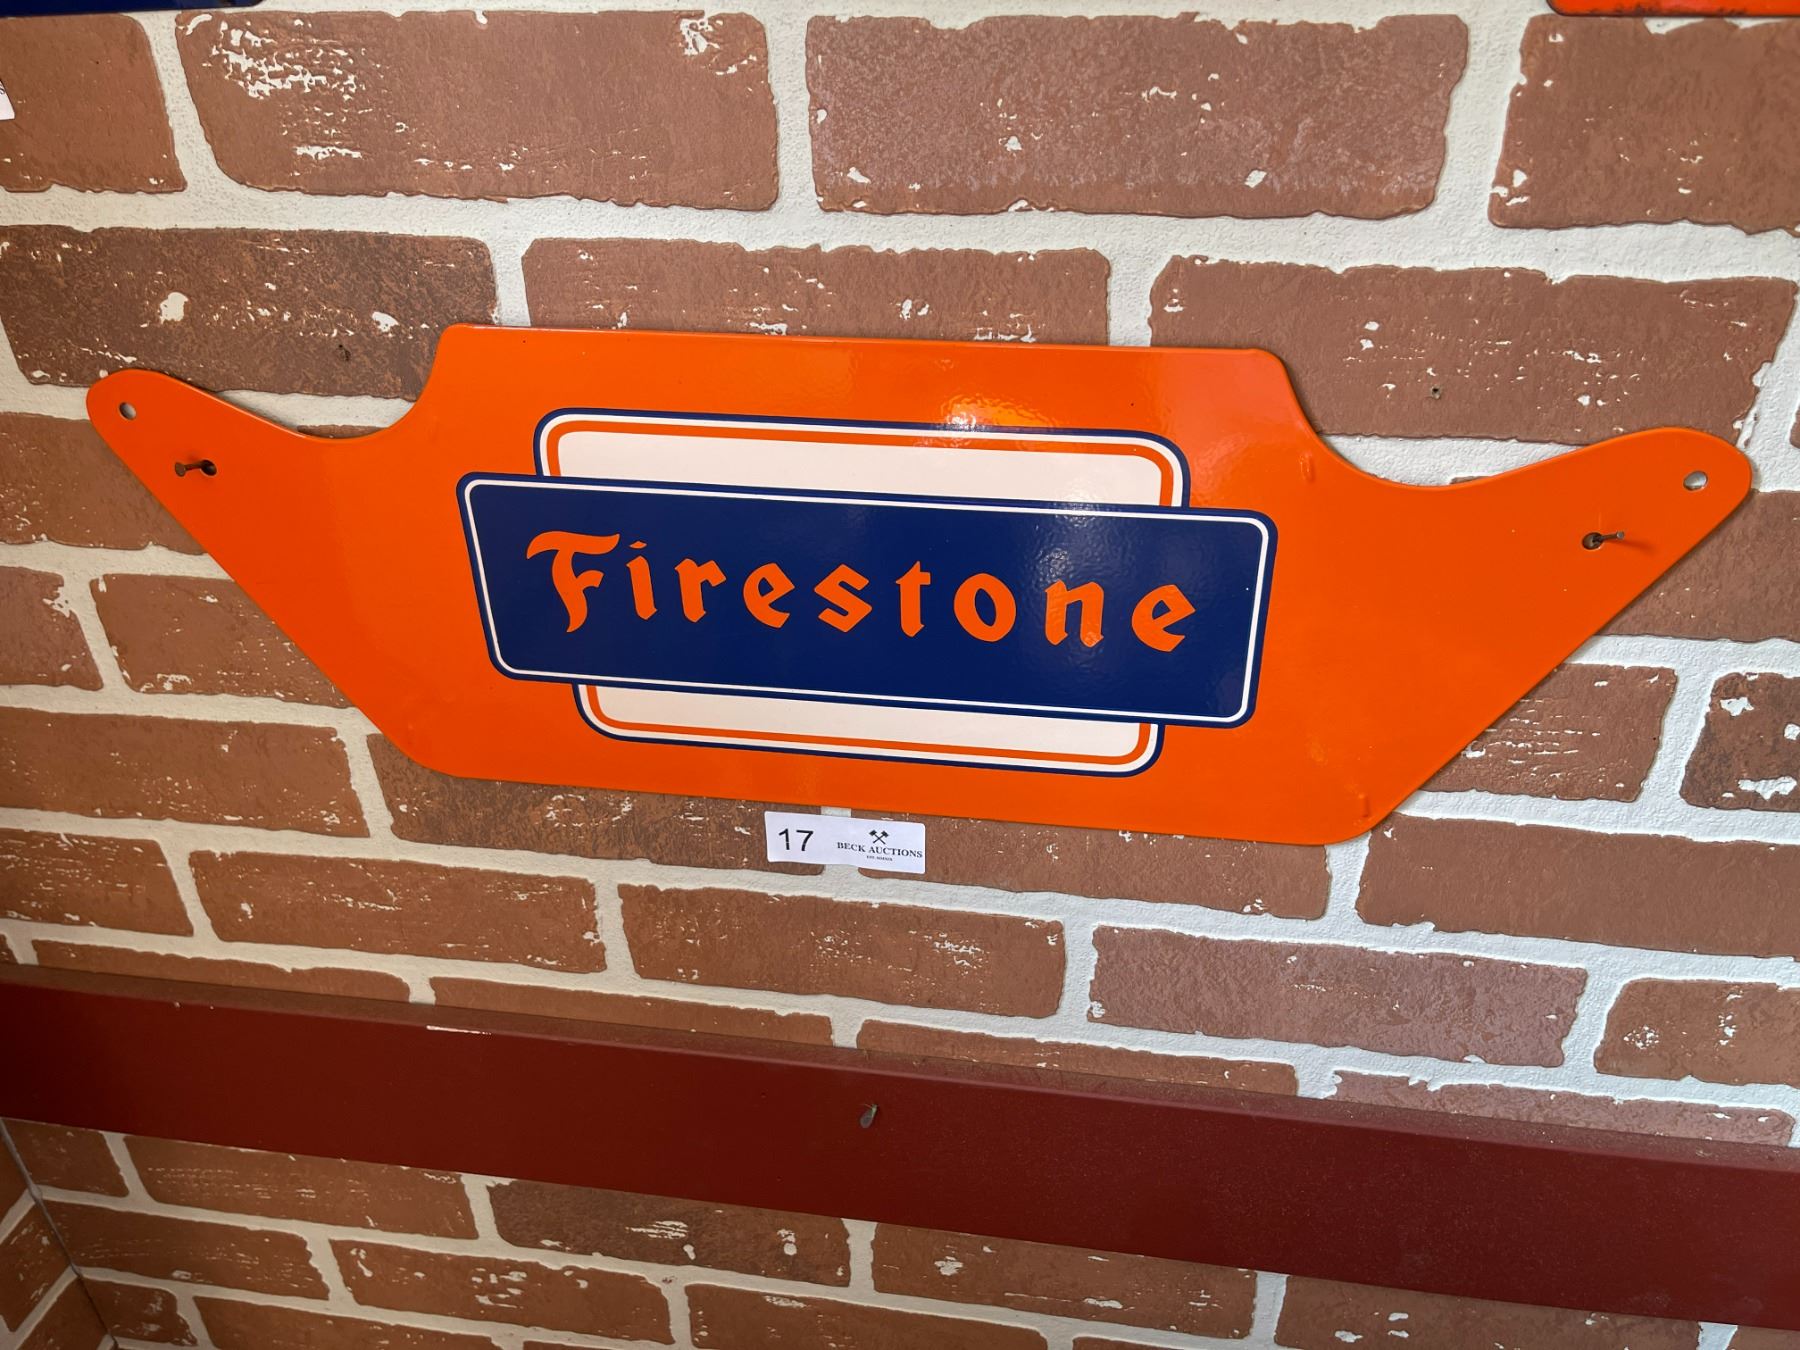 Firestone
17
BECK AUCTIONS